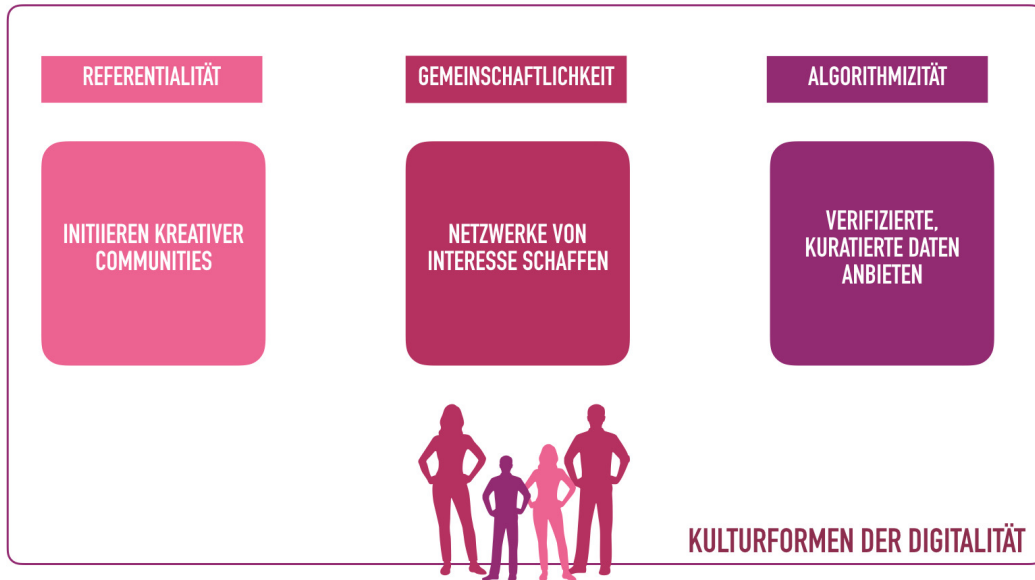 REFERENTIALITÄT
INITIIEREN KREATIVER
COMMUNITIES
GEMEINSCHAFTLICHKEIT
NETZWERKE VON
INTERESSE SCHAFFEN
ALGORITHMIZITÄT
VERIFIZIERTE,
KURATIERTE DATEN
ANBIETEN
KULTURFORMEN DER DIGITALITÄT